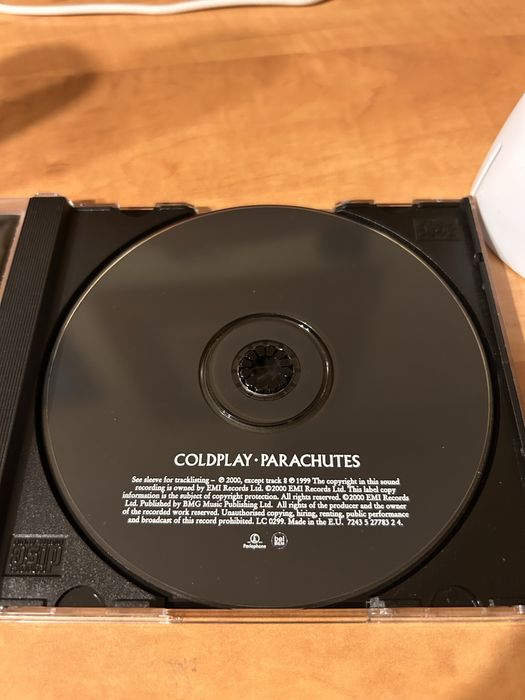 COLDPLAY · PARACHUTES
See sleeve for tracklisting – ℗ 2000, except track 8 ℗ 1999 The copyright in this sound
recording is owned by EMI Records Ltd. ©2000 EMI Records Ltd. This label copy
information is the subject of copyright protection. All rights reserved. ©2000 EMI Records
Ltd. Published by BMG Music Publishing Ltd. All rights of the producer and the owner
of the recorded work reserved. Unauthorised copying, hiring, renting, public performance
and broadcast of this record prohibited. LC 0299. Made in the E.U. 7243 5 27783 2 4.
Parlophone
disc